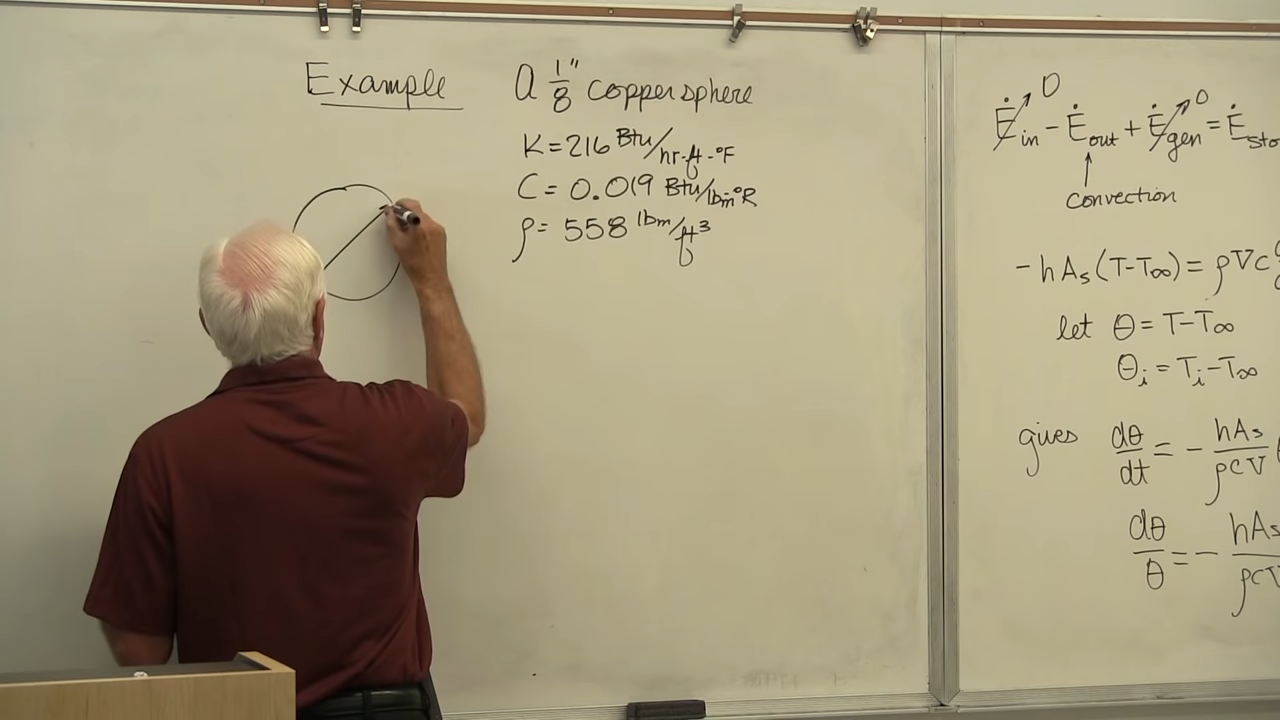 Example
a 1/8" copper sphere
K = 216 Btu/hr-ft-°F
C = 0.019 Btu/lbm-°R
ρ = 558 lbm/ft³
Ėin 0 - Ėout + Ėgen 0 = Ėsto
↑
convection
-hAs(T-T∞) = ρVc
let θ = T-T∞
θi = Ti-T∞
gives dθ/dt = - hAs/ρcV
dθ/θ = - hAs/ρcV